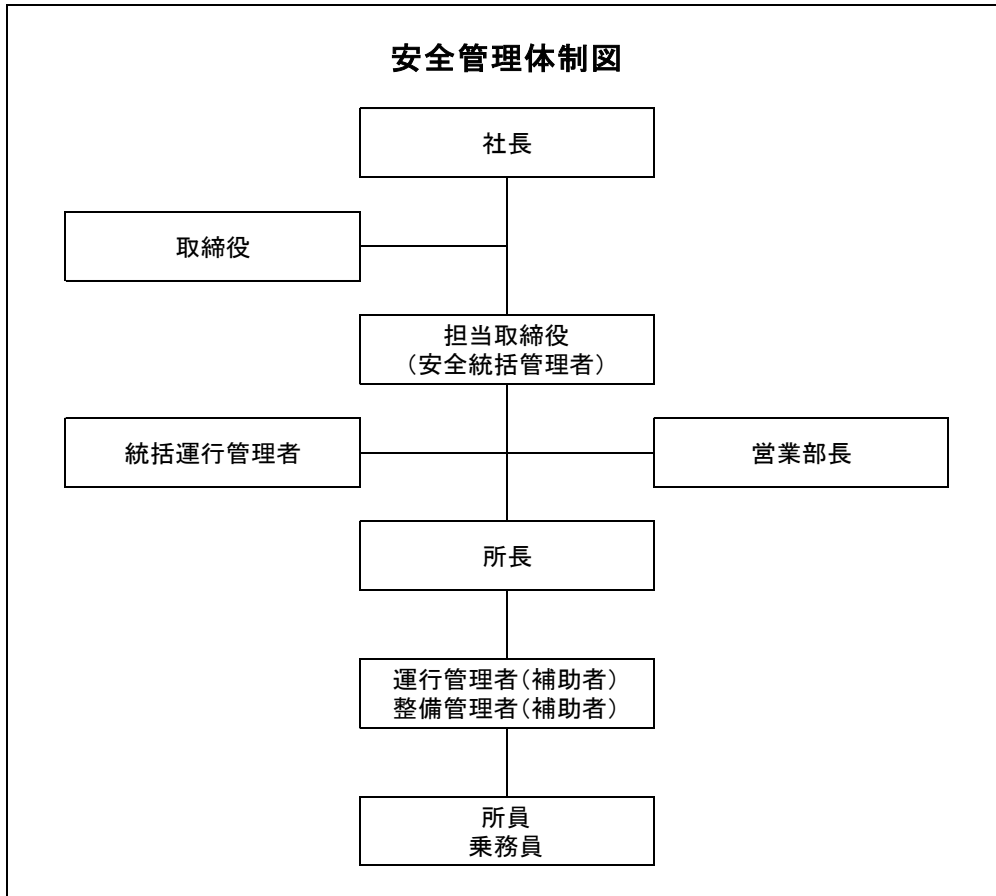 安全管理体制図
社長
取締役
担当取締役
（安全統括管理者）
統括運行管理者
営業部長
所長
運行管理者（補助者）
整備管理者（補助者）
所員
乗務員